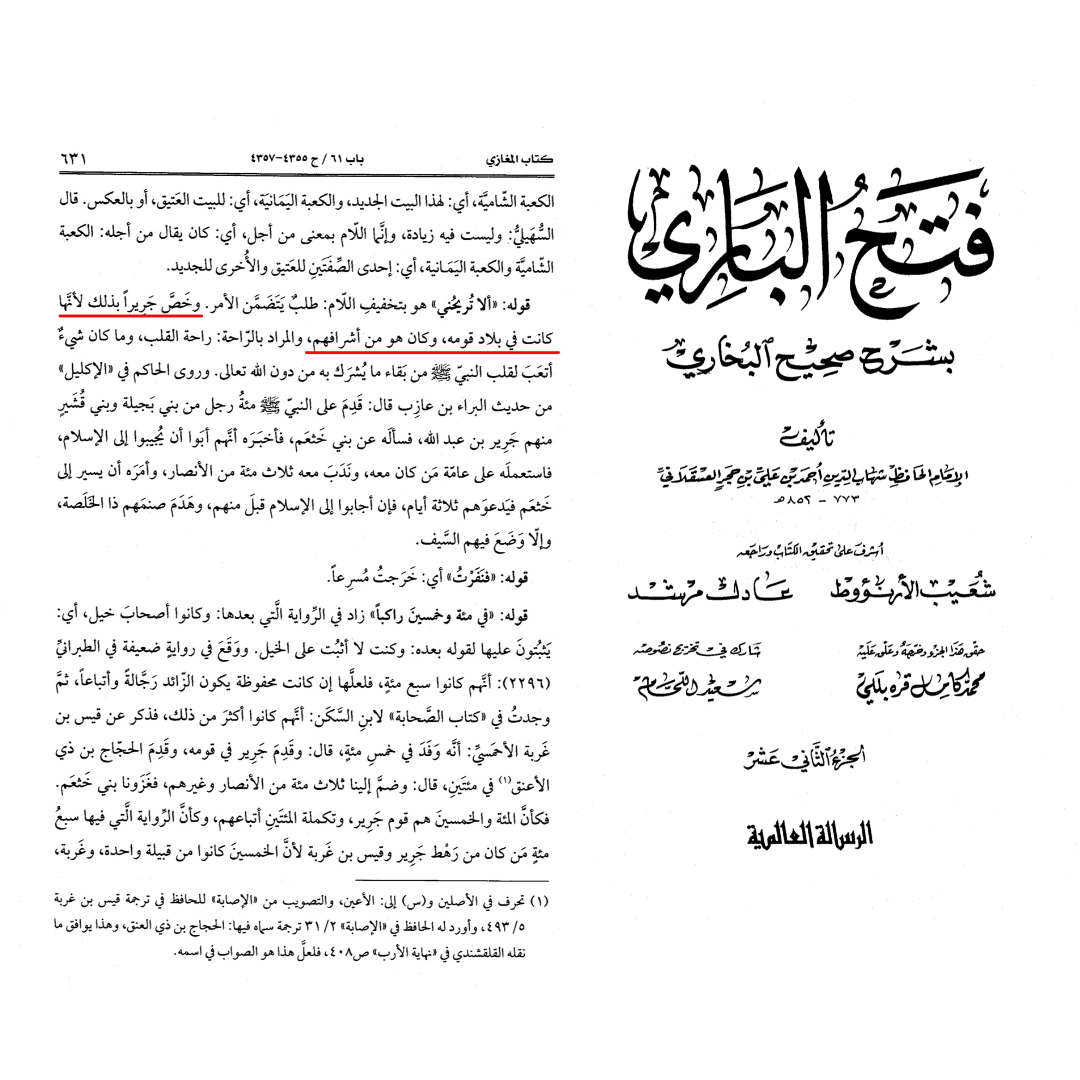 فَتْحُ البَاري
بشَرْح صَحِيْح البُخاري
تأليف
الإمَام الحافظ شهاب الدين أحمد بن علي بن حجر العسقلاني
٧٧٣ - ٨٥٢ هـ
أشرف على تحقيق الكتاب وراجعه
شُعَيب الأرنؤوط عادل مرشد
حقق هذا الجزء وخرجه وعلق عليه شارك في تخريج نصوصه
محمد كامل قره بللي سعيد اللحام
الجزء الثَّاني عَشَر
الرسالة العالمية
كتاب المغازي باب ٦١ / ح ٤٣٥٥-٤٣٥٧ ٦٣١
الكعبة الشّاميَّة، أي: لهذا البيت الجديد، والكعبة اليَمَانيَة، أي: للبيت العَتيق، أو بالعكس. قال
السُّهَيليُّ: وليست فيه زيادة، وإنَّما اللّام بمعنى من أجل، أي: كان يقال من أجله: الكعبة
الشّاميَّة والكعبة اليَمَانية، أي: إحدى الصِّفَتَينِ للعَتيق والأُخرى للجديد.
قوله: «ألا تُريحُني» هو بتخفيفِ اللّام: طلبٌ يَتَضمَّن الأمر. وخَصَّ جَريراً بذلك لأنَّها
كانت في بلاد قومه، وكان هو من أشرافهم، والمراد بالرّاحة: راحة القلب، وما كان شيءٌ
أتعَبَ لقلب النبيّ ﷺ من بَقاء ما يُشرَك به من دون الله تعالى. وروى الحاكم في «الإكليل»
من حديث البراء بن عازِب قال: قَدِمَ على النبيّ ﷺ مئةُ رجل من بني بَجيلة وبني قُشَيرٍ
منهم جَرير بن عبد الله، فسألَه عن بني خَثعَم، فأخبَرَه أنَّهم أبَوا أن يُجيبوا إلى الإسلام،
فاستعملَه على عامّة مَن كان معه، ونَدَبَ معه ثلاث مئة من الأنصار، وأمَرَه أن يسير إلى
خَثعَم فيَدعوَهم ثلاثة أيام، فإن أجابوا إلى الإسلام قبلَ منهم، وهَدَمَ صنمَهم ذا الخَلَصة،
وإلّا وَضَعَ فيهم السَّيف.
قوله: «فنَفَرْتُ» أي: خَرَجتُ مُسرِعاً.
قوله: «في مئة وخمسينَ راكباً» زاد في الرِّواية الَّتي بعدها: وكانوا أصحابَ خيل، أي:
يَثبُتونَ عليها لقوله بعده: وكنت لا أثبُت على الخيل. ووَقَعَ في روايةٍ ضعيفة في الطبرانيِّ
(٢٢٩٦): أنَّهم كانوا سبع مئةٍ، فلعلَّها إن كانت محفوظة يكون الزّائد رَجَّالةً وأتباعاً، ثمَّ
وجدتُ في «كتاب الصَّحابة» لابنِ السَّكَن: أنَّهم كانوا أكثرَ من ذلك، فذكر عن قيس بن
غَربة الأحمَسيِّ: أنَّه وَفَدَ في خمسِ مئةٍ، قال: وقَدِمَ جَرير في قومه، وقَدِمَ الحجّاج بن ذي
الأعنق(١) في مئتَينِ، قال: وضمَّ إلينا ثلاث مئة من الأنصار وغيرهم، فغَزَونا بني خَثعَم.
فكأنَّ المئة والخمسينَ هم قوم جَرير، وتكملة المئتَين أتباعهم، وكأنَّ الرِّواية الَّتي فيها سبعُ
مئةٍ مَن كان من رَهْط جَرير وقيس بن غَربة لأنَّ الخمسينَ كانوا من قبيلة واحدة، وغَربة،
(١) تحرف في الأصلين و(س) إلى: الأعين، والتصويب من «الإصابة» للحافظ في ترجمة قيس بن غربة
٤٩٣/٥، وأورد له الحافظ في «الإصابة» ٣١/٢ ترجمة سماه فيها: الحجاج بن ذي العنق، وهذا يوافق ما
نقله القلقشندي في «نهاية الأرب» ص٤٠٨، فلعلَّ هذا هو الصواب في اسمه.